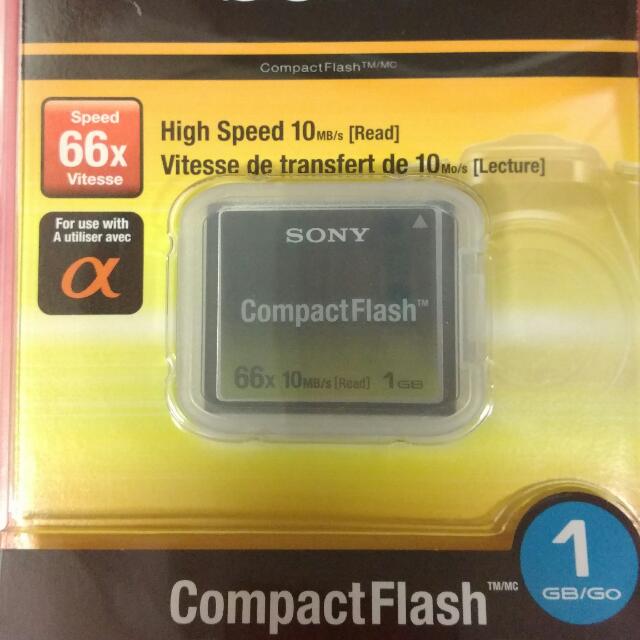 CompactFlash™/MC
Speed
66x
Vitesse
High Speed 10MB/s [Read]
Vitesse de transfert de 10Mo/s [Lecture]
For use with
A utiliser avec
α
SONY
CompactFlash™
66x 10MB/s [Read] 1GB
1
GB/GO
CompactFlash™/MC